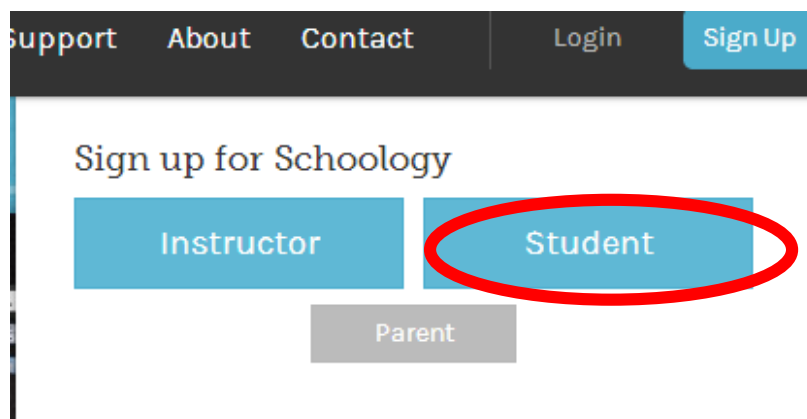 Support About Contact Login Sign Up
Sign up for Schoology
Instructor Student
Parent